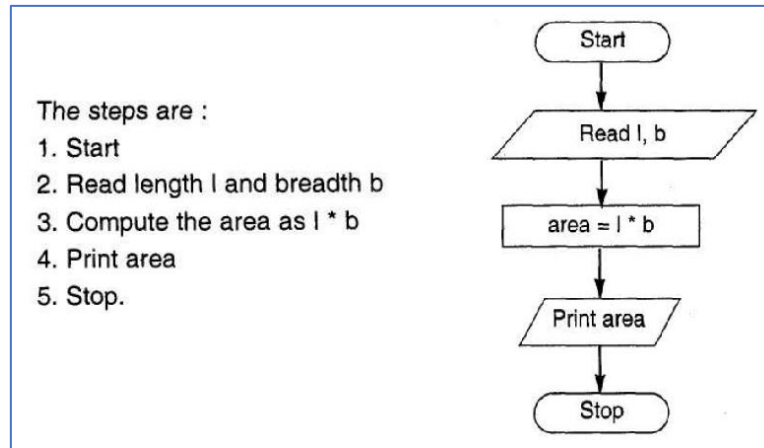 The steps are :
1. Start
2. Read length l and breadth b
3. Compute the area as l * b
4. Print area
5. Stop.
Start
Read l, b
area = l * b
Print area
Stop